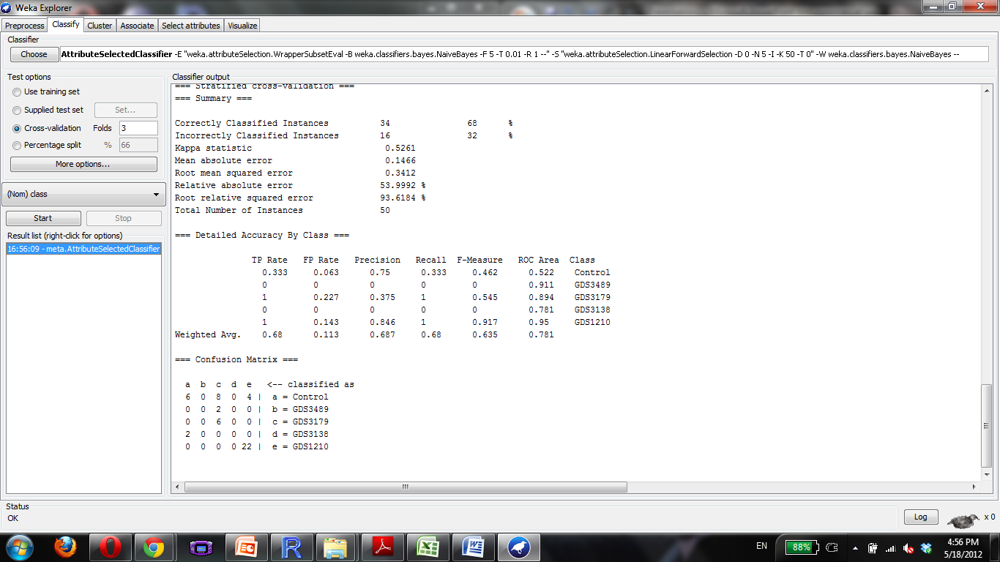 Weka Explorer
Preprocess Classify Cluster Associate Select attributes Visualize
Classifier
Choose AttributeSelectedClassifier -E "weka.attributeSelection.WrapperSubsetEval -B weka.classifiers.bayes.NaiveBayes -F 5 -T 0.01 -R 1 --" -S "weka.attributeSelection.LinearForwardSelection -D 0 -N 5 -I -K 50 -T 0" -W weka.classifiers.bayes.NaiveBayes --
Test options
Use training set
Supplied test set Set...
Cross-validation Folds 3
Percentage split % 66
More options...
(Nom) class
Start Stop
Result list (right-click for options)
16:56:09 - meta.AttributeSelectedClassifier
Classifier output
=== Stratified cross-validation ===
=== Summary ===
Correctly Classified Instances 34 68 %
Incorrectly Classified Instances 16 32 %
Kappa statistic 0.5261
Mean absolute error 0.1466
Root mean squared error 0.3412
Relative absolute error 53.9992 %
Root relative squared error 93.6184 %
Total Number of Instances 50
=== Detailed Accuracy By Class ===
TP Rate FP Rate Precision Recall F-Measure ROC Area Class
0.333 0.063 0.75 0.333 0.462 0.522 Control
0 0 0 0 0 0.911 GDS3489
1 0.227 0.375 1 0.545 0.894 GDS3179
0 0 0 0 0 0.781 GDS3138
1 0.143 0.846 1 0.917 0.95 GDS1210
Weighted Avg. 0.68 0.113 0.687 0.68 0.635 0.781
=== Confusion Matrix ===
a b c d e <-- classified as
6 0 8 0 4 | a = Control
0 0 2 0 0 | b = GDS3489
0 0 6 0 0 | c = GDS3179
2 0 0 0 0 | d = GDS3138
0 0 0 0 22 | e = GDS1210
Status
OK
Log x 0
EN 88% 4:56 PM
5/18/2012